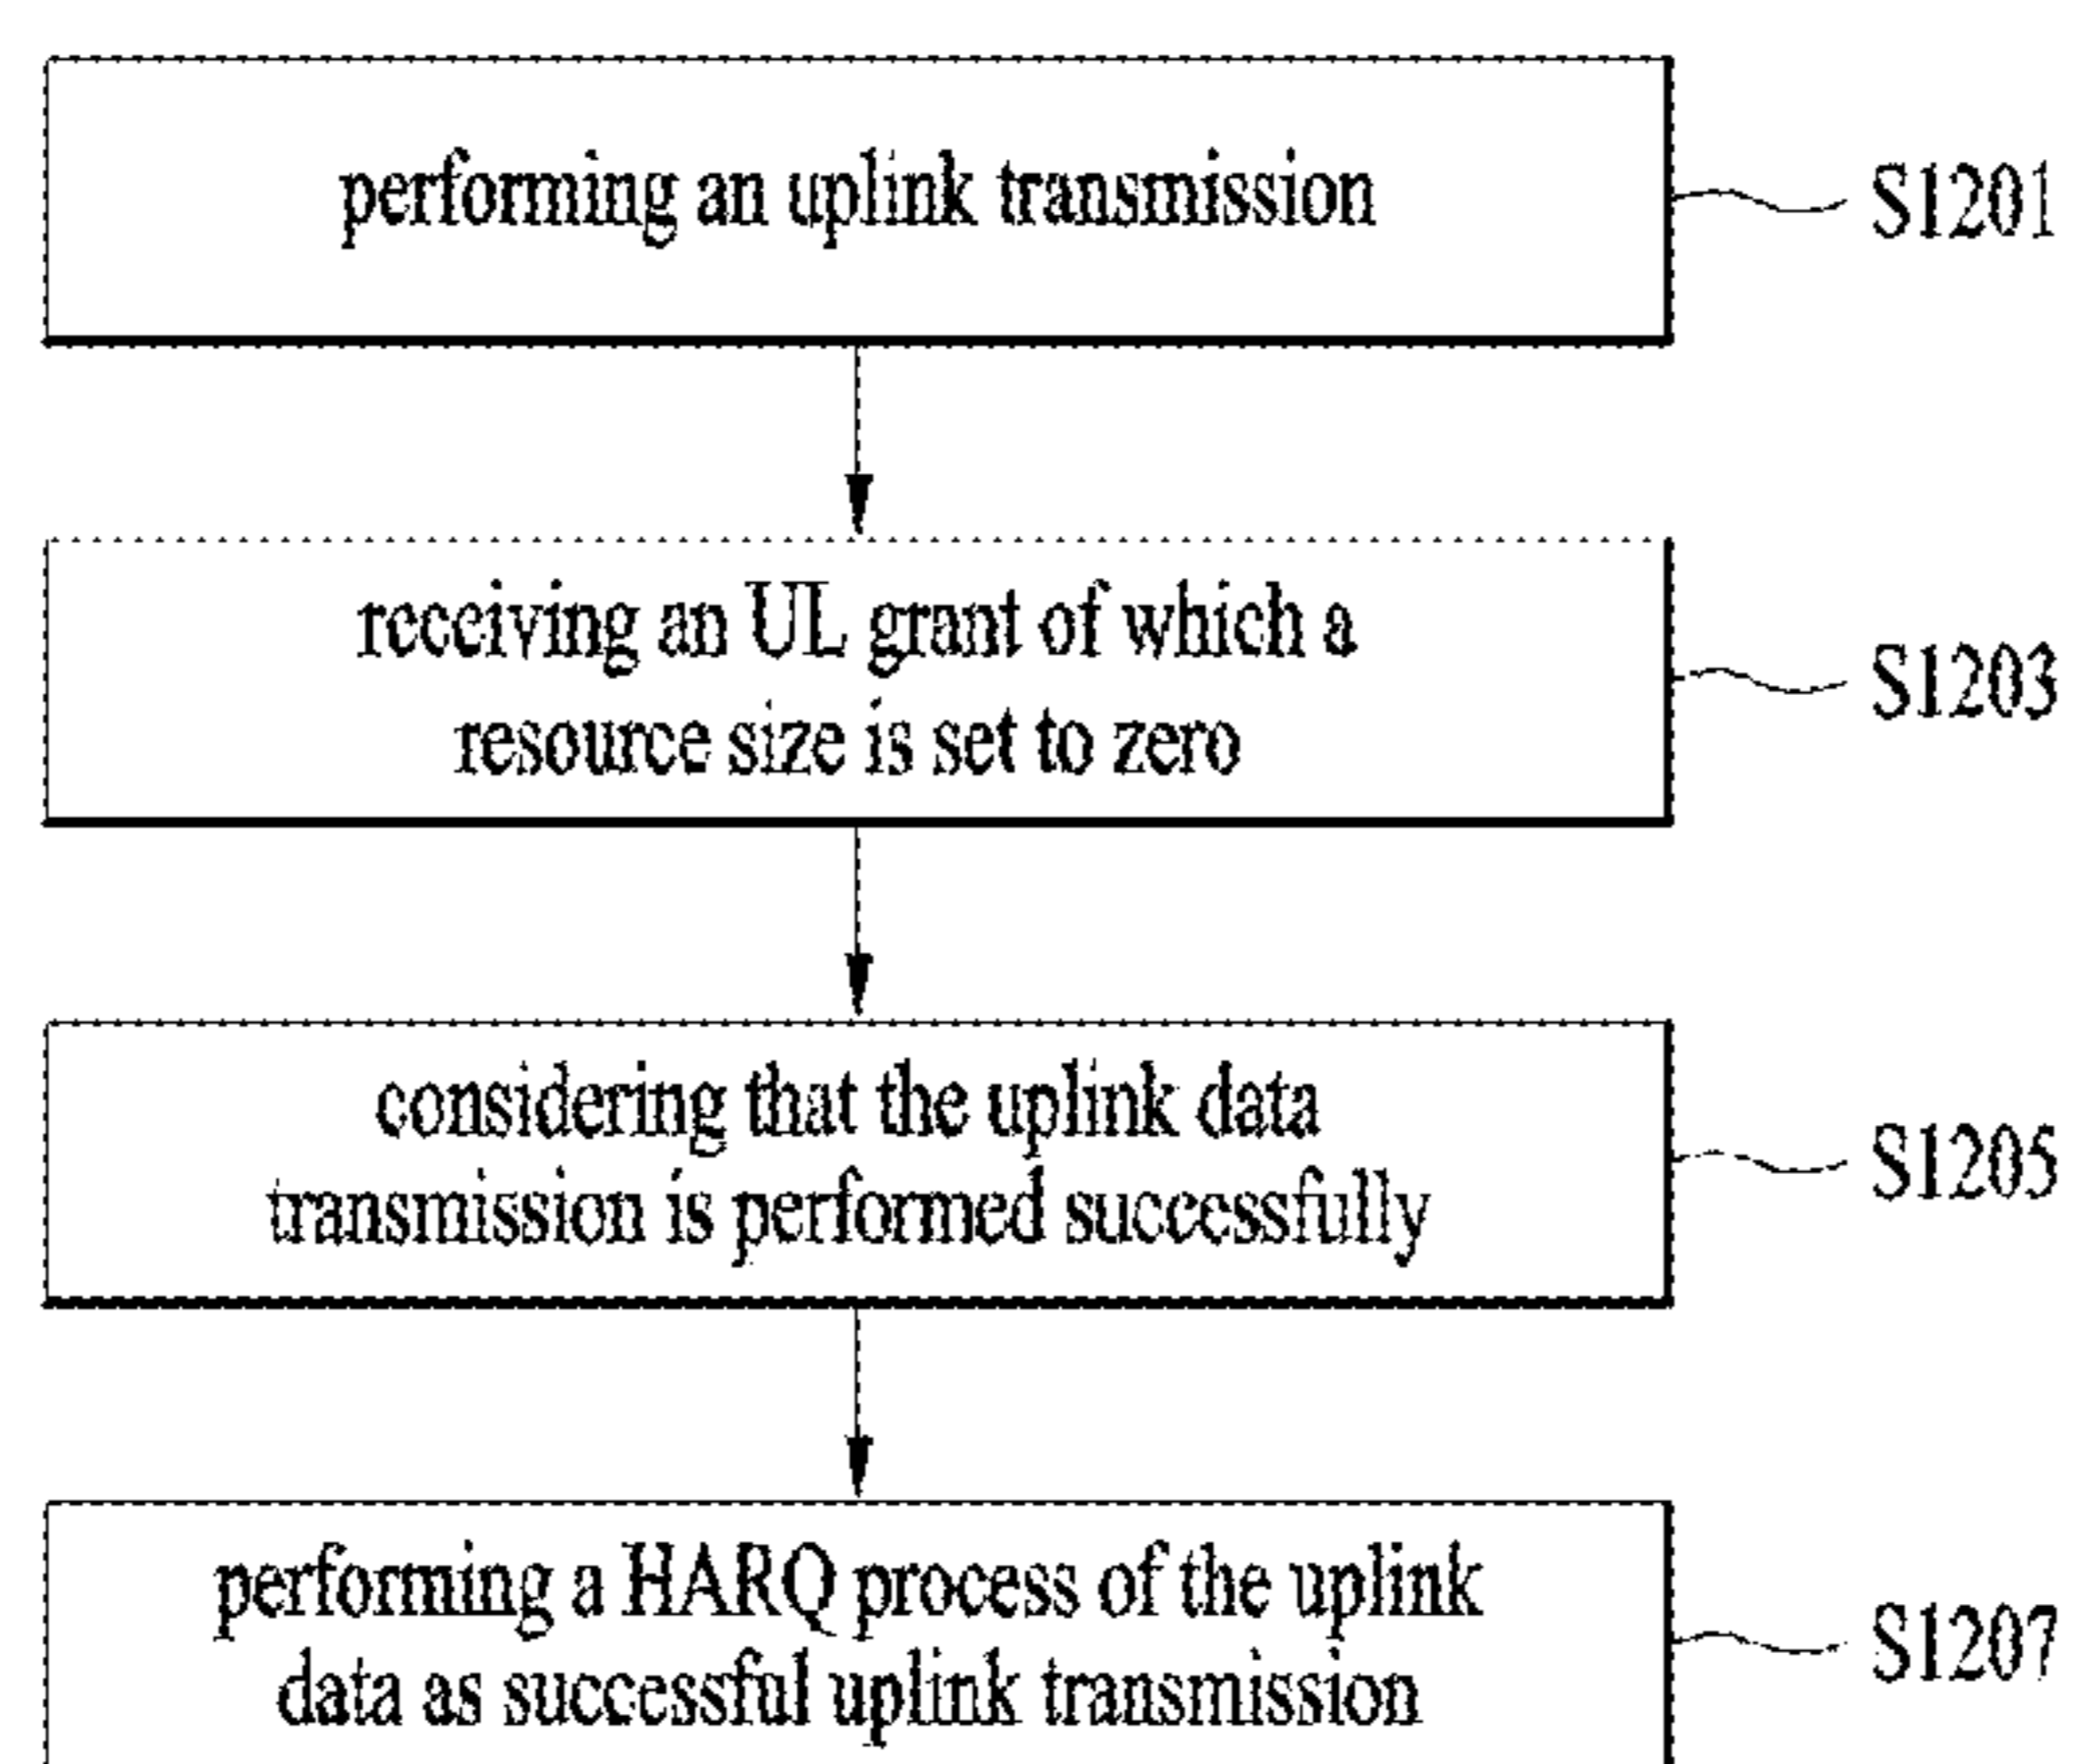 performing an uplink transmission
S1201
receiving an UL grant of which a
resource size is set to zero
S1203
considering that the uplink data
transmission is performed successfully
S1205
performing a HARQ process of the uplink
data as successful uplink transmission
S1207